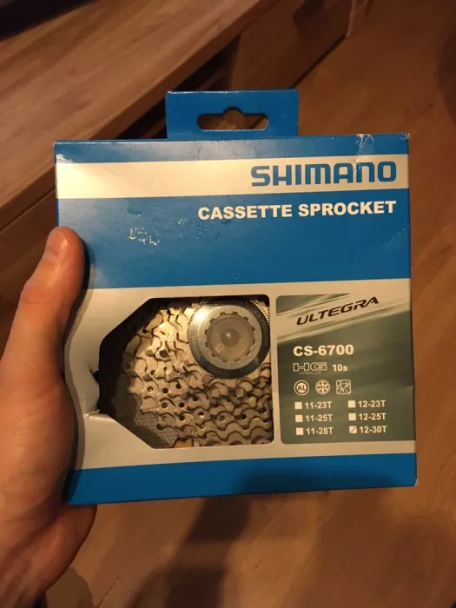 SHIMANO
CASSETTE SPROCKET
ULTEGRA
CS-6700
HG 10s
AL
11-23T 12-23T
11-25T 12-25T
11-28T 12-30T